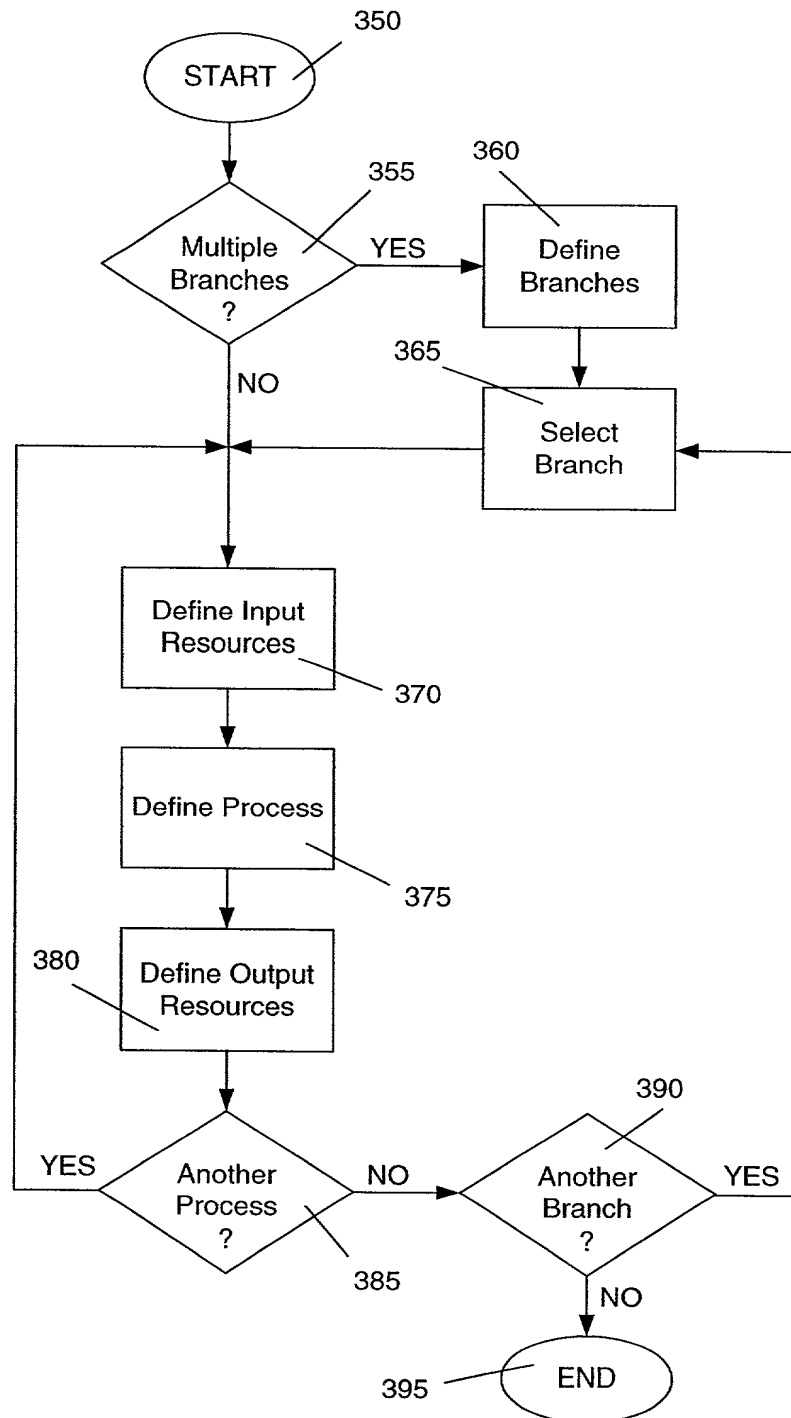 350
START
355
Multiple
Branches
?
YES
360
Define
Branches
NO
365
Select
Branch
Define Input
Resources
370
Define Process
375
380
Define Output
Resources
390
YES
Another
Process
?
NO
385
Another
Branch
?
YES
NO
395
END